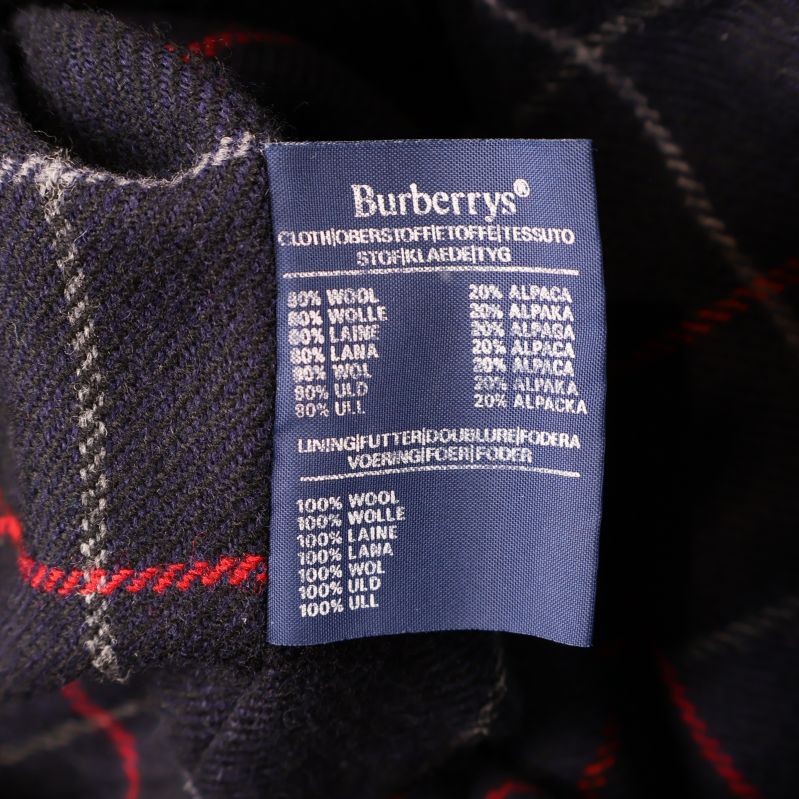 Burberrys®
CLOTH|OBERSTOFF|ETOFFE|TESSUTO
STOF|KLAEDE|TYG
80% WOOL 20% ALPACA
80% WOLLE 20% ALPAKA
80% LAINE 20% ALPAGA
80% LANA 20% ALPACA
80% WOL 20% ALPACA
80% ULD 20% ALPAKA
80% ULL 20% ALPACKA
LINING|FUTTER|DOUBLURE|FODERA
VOERING|FOER|FODER
100% WOOL
100% WOLLE
100% LAINE
100% LANA
100% WOL
100% ULD
100% ULL